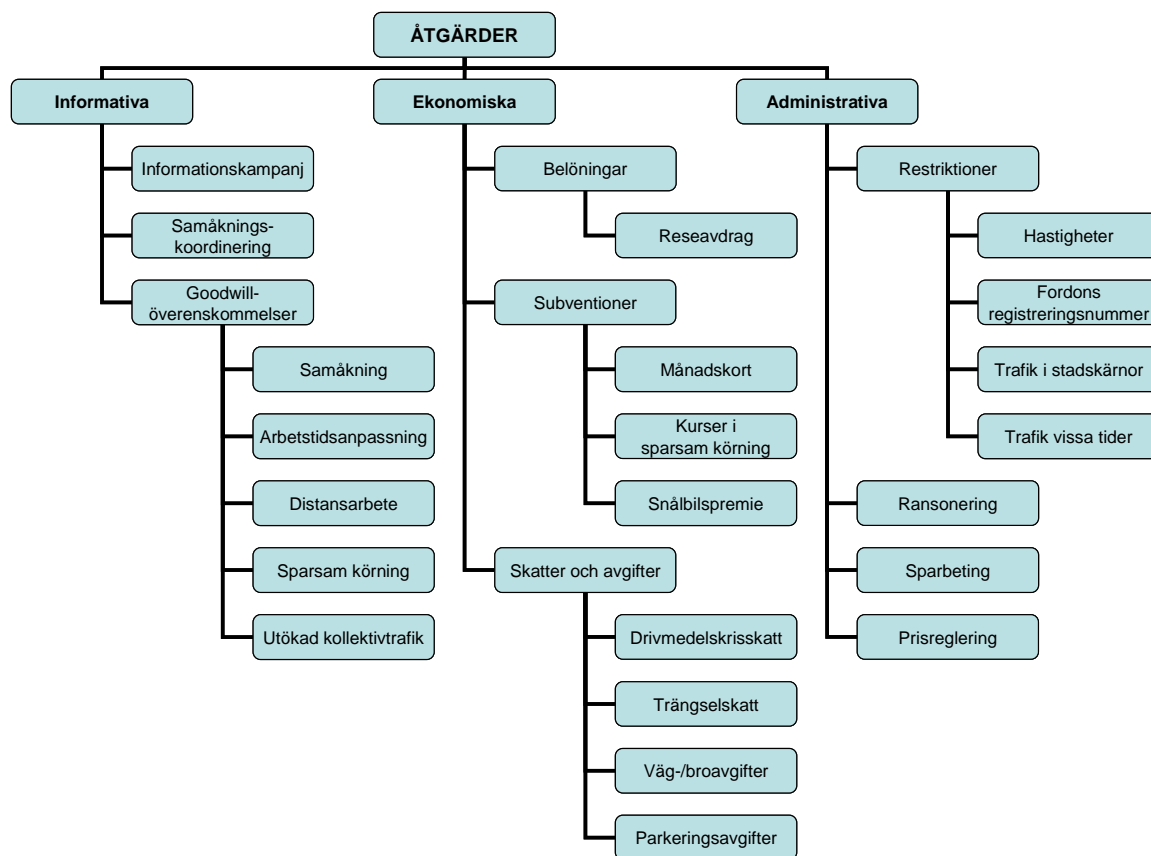 ÅTGÄRDER
Informativa
Informationskampanj
Samåknings-
koordinering
Goodwill-
överenskommelser
Samåkning
Arbetstidsanpassning
Distansarbete
Sparsam körning
Utökad kollektivtrafik
Ekonomiska
Belöningar
Reseavdrag
Subventioner
Månadskort
Kurser i
sparsam körning
Snålbilspremie
Skatter och avgifter
Drivmedelskrisskatt
Trängselskatt
Väg-/broavgifter
Parkeringsavgifter
Administrativa
Restriktioner
Hastigheter
Fordons
registreringsnummer
Trafik i stadskärnor
Trafik vissa tider
Ransonering
Sparbeting
Prisreglering